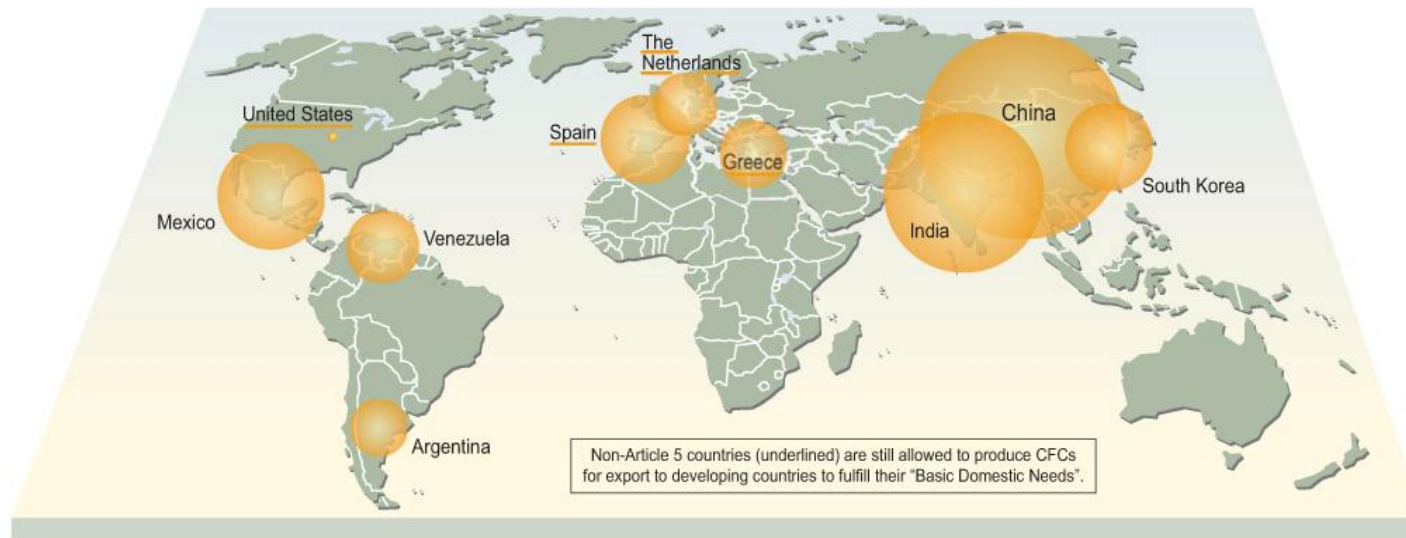 The
Netherlands
United States
China
Spain
Greece
South Korea
Mexico
Venezuela
India
Argentina
Non-Article 5 countries (underlined) are still allowed to produce CFCs
for export to developing countries to fulfill their “Basic Domestic Needs”.